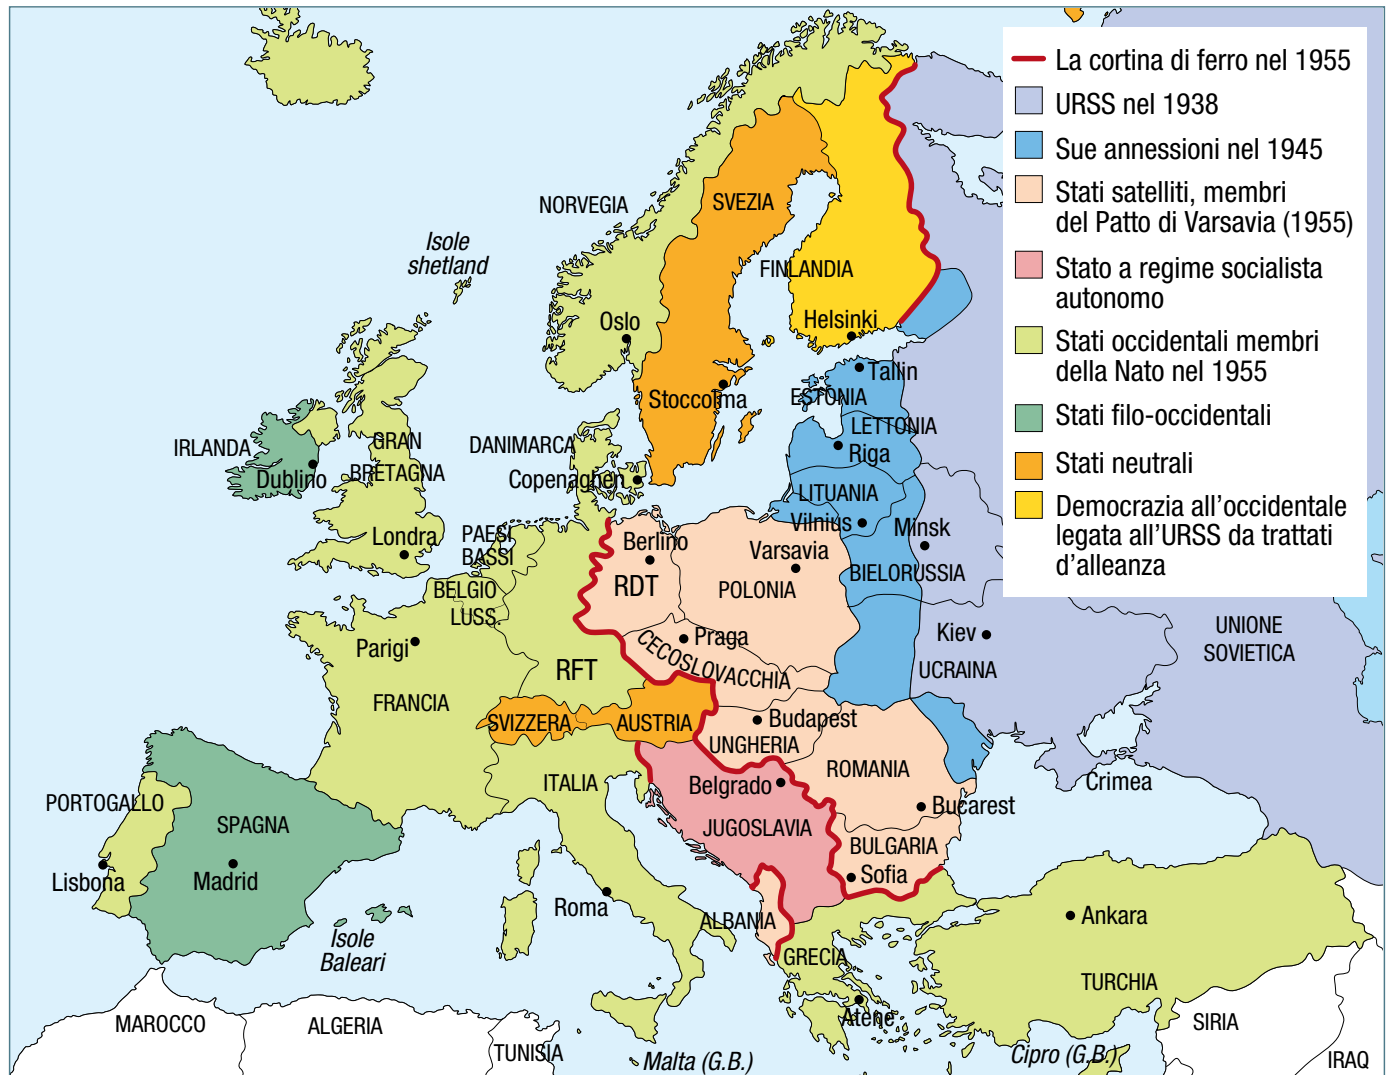 La cortina di ferro nel 1955
URSS nel 1938
Sue annessioni nel 1945
Stati satelliti, membri
del Patto di Varsavia (1955)
Stato a regime socialista
autonomo
Stati occidentali membri
della Nato nel 1955
Stati filo-occidentali
Stati neutrali
Democrazia all'occidentale
legata all'URSS da trattati
d'alleanza
NORVEGIA
SVEZIA
Isole
shetland
FINLANDIA
Oslo
Helsinki
Stoccolma
Tallin
ESTONIA
LETTONIA
Riga
IRLANDA
Dublino
GRAN
BRETAGNA
Londra
DANIMARCA
Copenaghen
LITUANIA
Vilnius
Minsk
BIELORUSSIA
PAESI
BASSI
BELGIO
LUSS.
Berlino
RDT
Varsavia
POLONIA
Praga
CECOSLOVACCHIA
Kiev
UCRAINA
UNIONE
SOVIETICA
Parigi
FRANCIA
RFT
SVIZZERA
AUSTRIA
Budapest
UNGHERIA
ROMANIA
Bucarest
Crimea
ITALIA
Belgrado
JUGOSLAVIA
BULGARIA
Sofia
PORTOGALLO
Lisbona
SPAGNA
Madrid
Isole
Baleari
Roma
ALBANIA
GRECIA
Atene
Ankara
TURCHIA
MAROCCO
ALGERIA
TUNISIA
Malta (G.B.)
Cipro (G.B.)
SIRIA
IRAQ